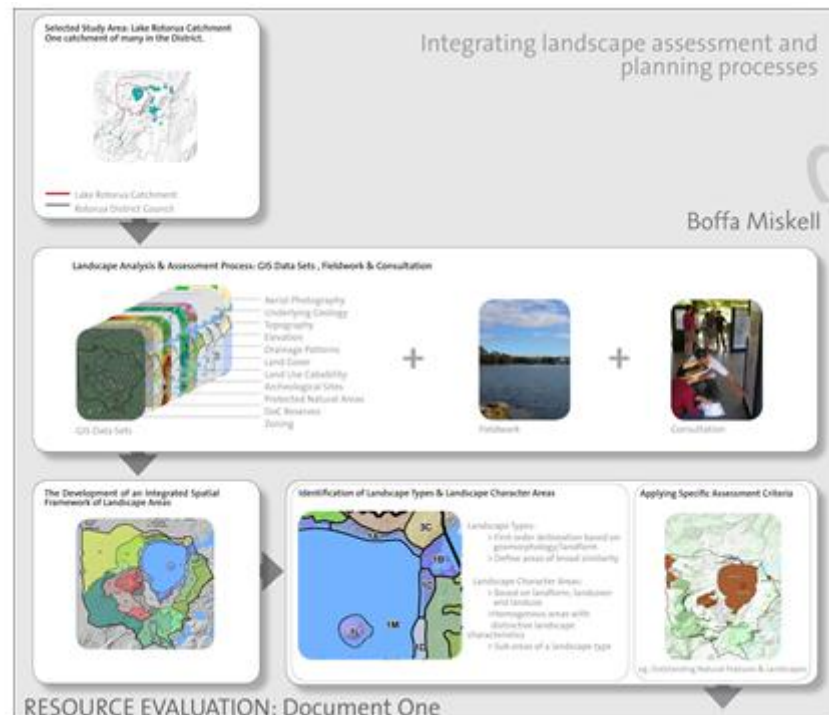 Selected Study Area: Lake Rotorua Catchment
One catchment of many in the District.
Lake Rotorua Catchment
Rotorua District Council
Integrating landscape assessment and
planning processes
Boffa Miskell
Landscape Analysis & Assessment Process: GIS Data Sets , Fieldwork & Consultation
Aerial Photography
Underlying Geology
Topography
Elevation
Drainage Patterns
Land Cover
Land Use Cabability
Archeological Sites
Protected Natural Areas
DoC Reserves
Zoning
GIS Data Sets
+
Fieldwork
+
Consultation
The Development of an Integrated Spatial
Framework of Landscape Areas
Identification of Landscape Types & Landscape Character Areas
3C
1B
1C
1M
1D
Landscape Types:
> First order delineation based on
geomorphology/landform
> Define areas of broad similarity
Landscape Character Areas:
> Based on landform, landcover
and landuse
>Homogenous areas with
distinctive landscape
characteristics
> Sub areas of a landscape type
Applying Specific Assessment Criteria
eg. Outstanding Natural Features & Landscapes
RESOURCE EVALUATION: Document One